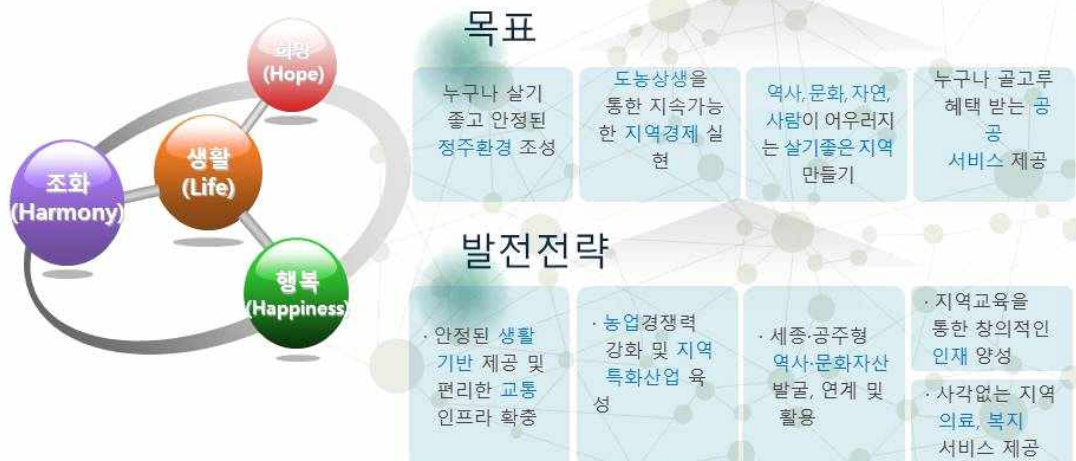 희망
(Hope)
생활
(Life)
조화
(Harmony)
행복
(Happiness)
목표
누구나 살기
좋고 안정된
정주환경 조성
도농상생을
통한 지속가능
한 지역경제 실
현
역사,문화,자연,
사람이 어우러지
는 살기좋은 지역
만들기
누구나 골고루
혜택 받는 공
공
서비스 제공
발전전략
· 안정된 생활
기반 제공 및
편리한 교통
인프라 확충
· 농업경쟁력
강화 및 지역
특화산업 육
성
· 세종·공주형
역사·문화자산
발굴, 연계 및
활용
· 지역교육을
통한 창의적인
인재 양성
· 사각없는 지역
의료, 복지
서비스 제공